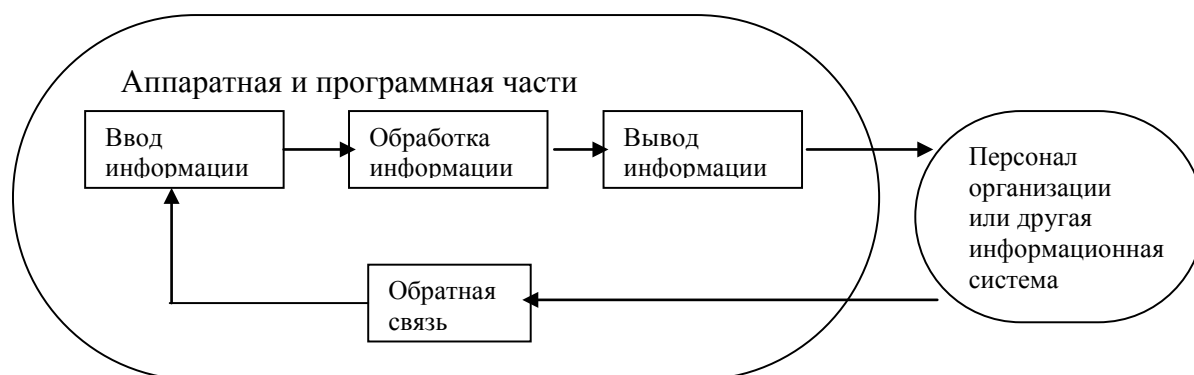 Аппаратная и программная части
Ввод
информации
Обработка
информации
Вывод
информации
Персонал
организации
или другая
информационная
система
Обратная
связь